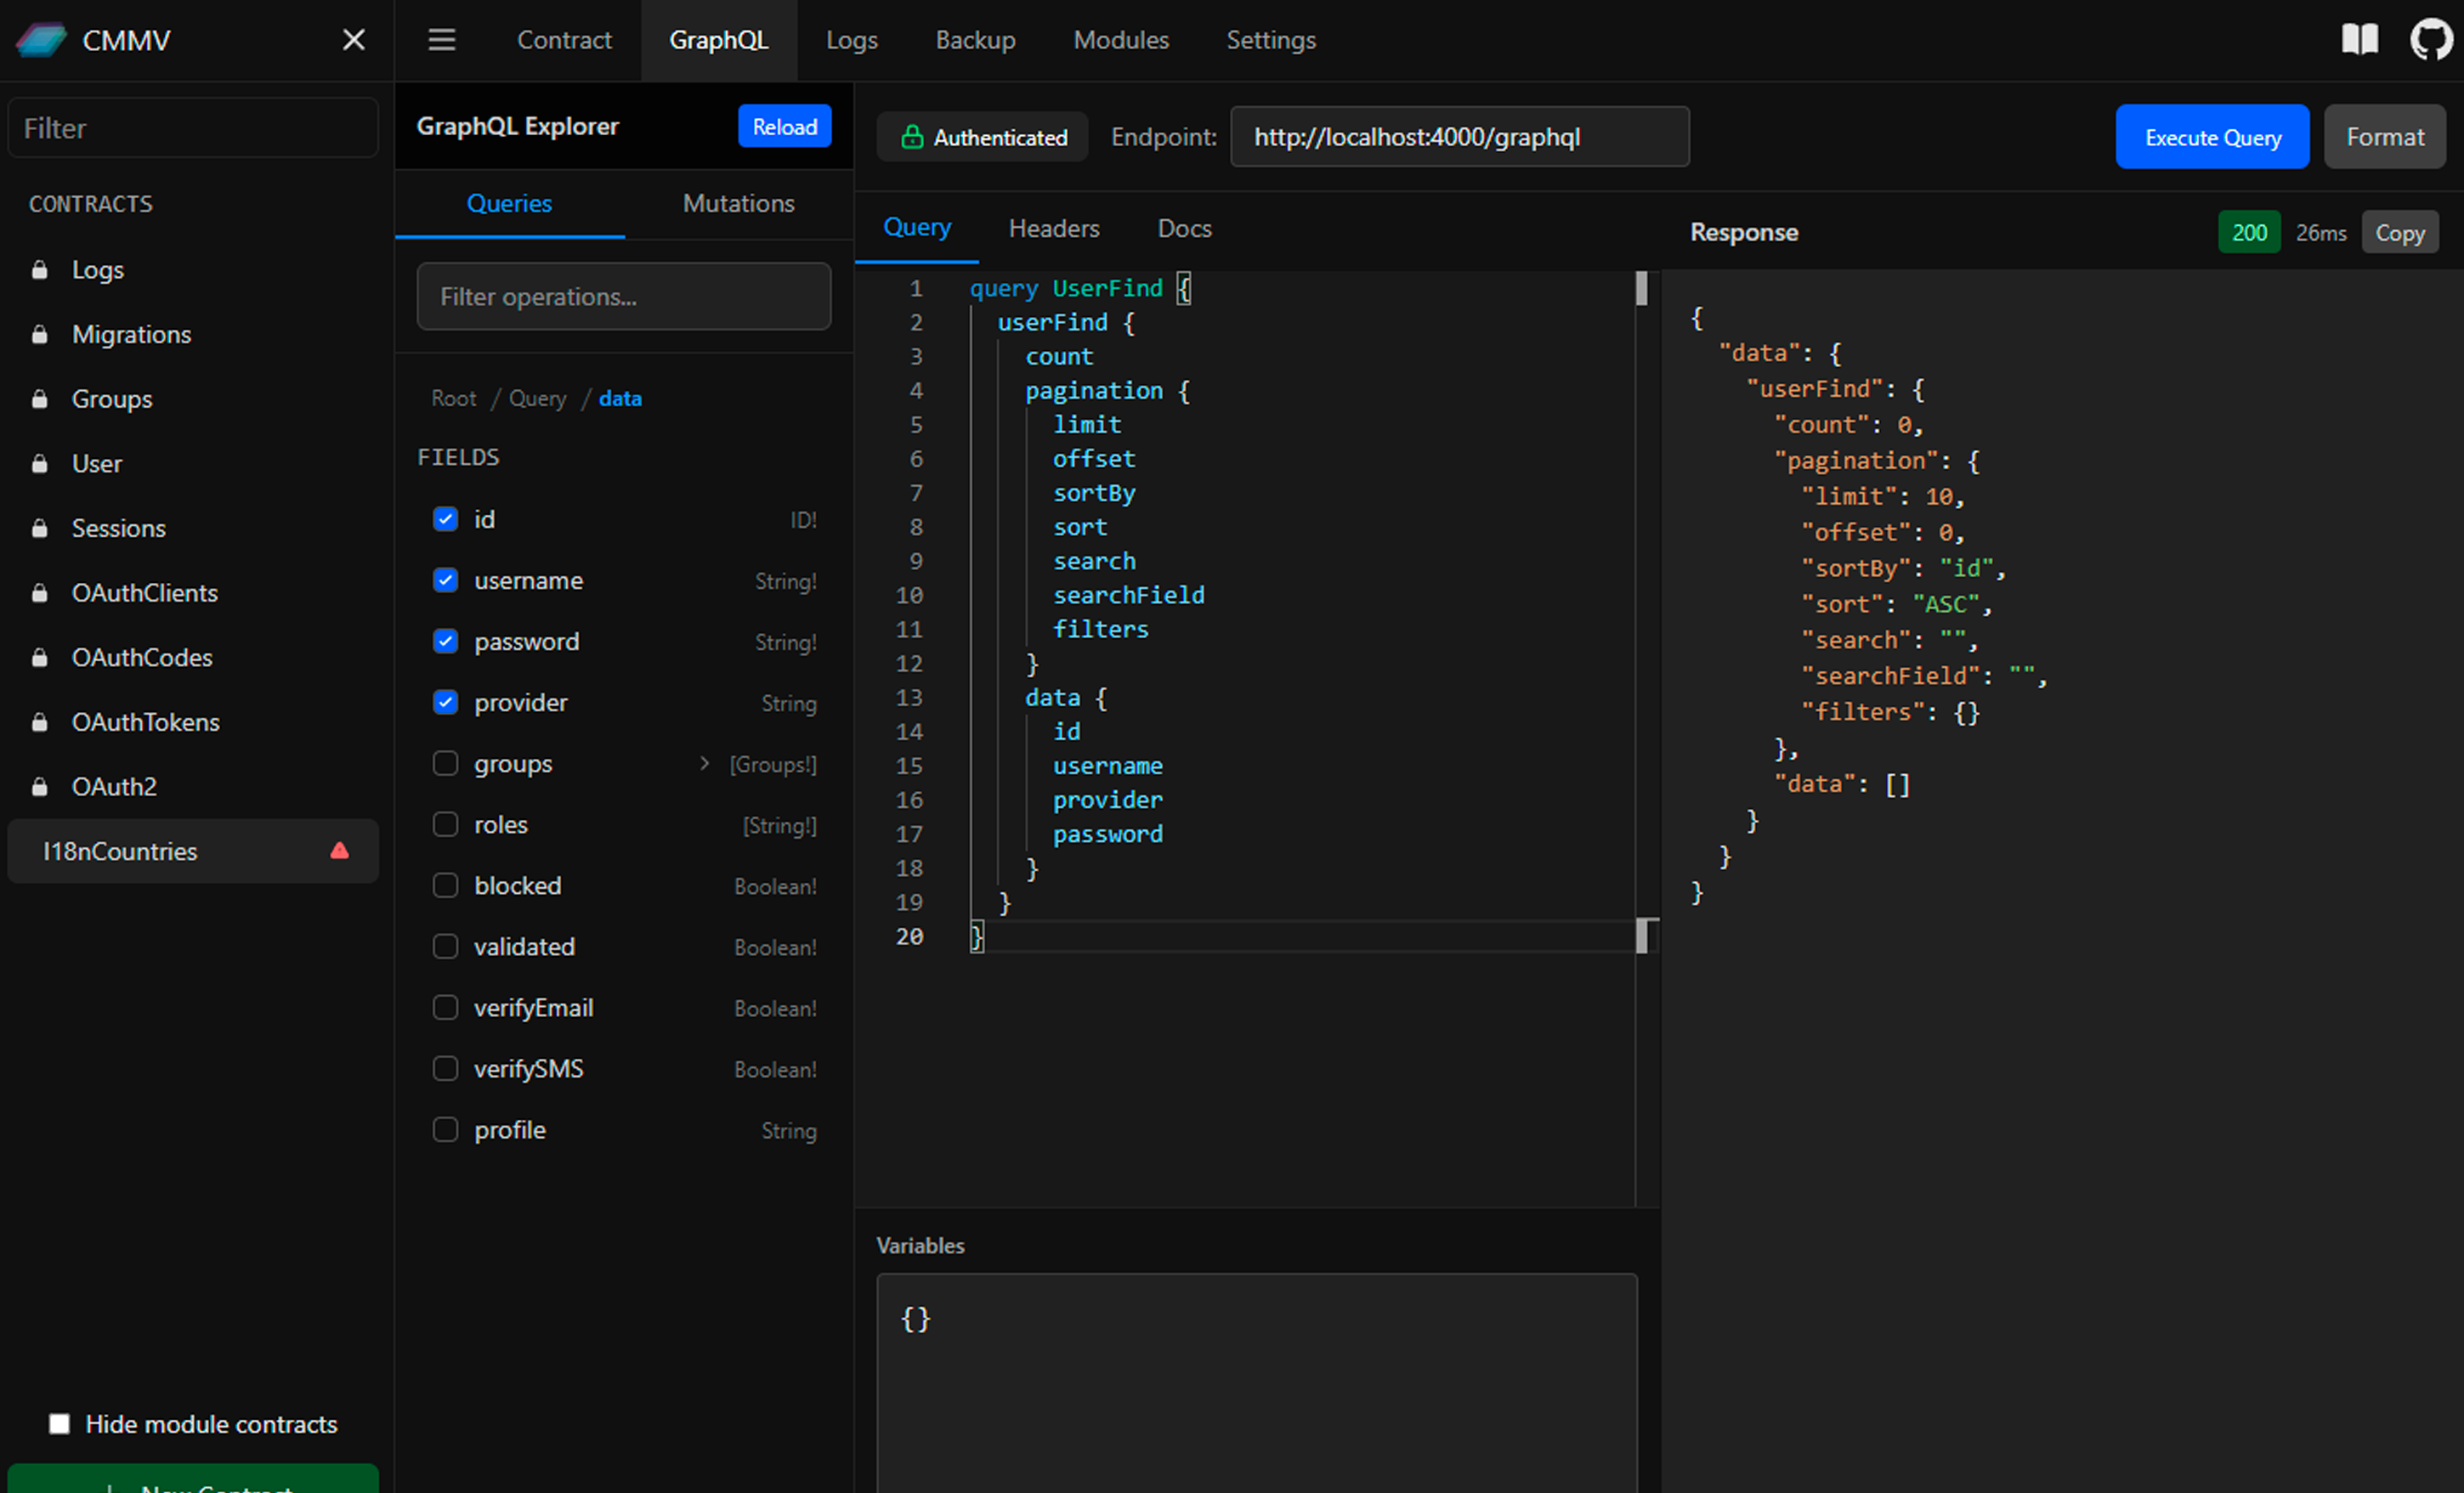 CMMV
Contract
GraphQL
Logs
Backup
Modules
Settings
Filter
CONTRACTS
Logs
Migrations
Groups
User
Sessions
OAuthClients
OAuthCodes
OAuthTokens
OAuth2
I18nCountries
Hide module contracts
New Contract
GraphQL Explorer
Reload
Queries
Mutations
Filter operations...
Root / Query / data
FIELDS
id ID!
username String!
password String!
provider String
groups > [Groups!]
roles [String!]
blocked Boolean!
validated Boolean!
verifyEmail Boolean!
verifySMS Boolean!
profile String
Authenticated
Endpoint:
http://localhost:4000/graphql
Execute Query
Format
Query
Headers
Docs
1 query UserFind {
2 userFind {
3 count
4 pagination {
5 limit
6 offset
7 sortBy
8 sort
9 search
10 searchField
11 filters
12 }
13 data {
14 id
15 username
16 provider
17 password
18 }
19 }
20 }
Variables
{}
Response
200
26ms
Copy
{
"data": {
"userFind": {
"count": 0,
"pagination": {
"limit": 10,
"offset": 0,
"sortBy": "id",
"sort": "ASC",
"search": "",
"searchField": "",
"filters": {}
},
"data": []
}
}
}